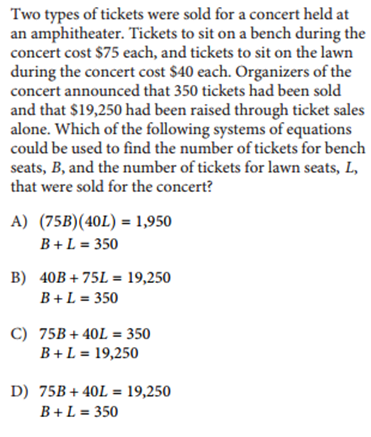 Two types of tickets were sold for a concert held at
an amphitheater. Tickets to sit on a bench during the
concert cost $75 each, and tickets to sit on the lawn
during the concert cost $40 each. Organizers of the
concert announced that 350 tickets had been sold
and that $19,250 had been raised through ticket sales
alone. Which of the following systems of equations
could be used to find the number of tickets for bench
seats, B, and the number of tickets for lawn seats, L,
that were sold for the concert?
A) (75B)(40L) = 1,950
B + L = 350
B) 40B + 75L = 19,250
B + L = 350
C) 75B + 40L = 350
B + L = 19,250
D) 75B + 40L = 19,250
B + L = 350